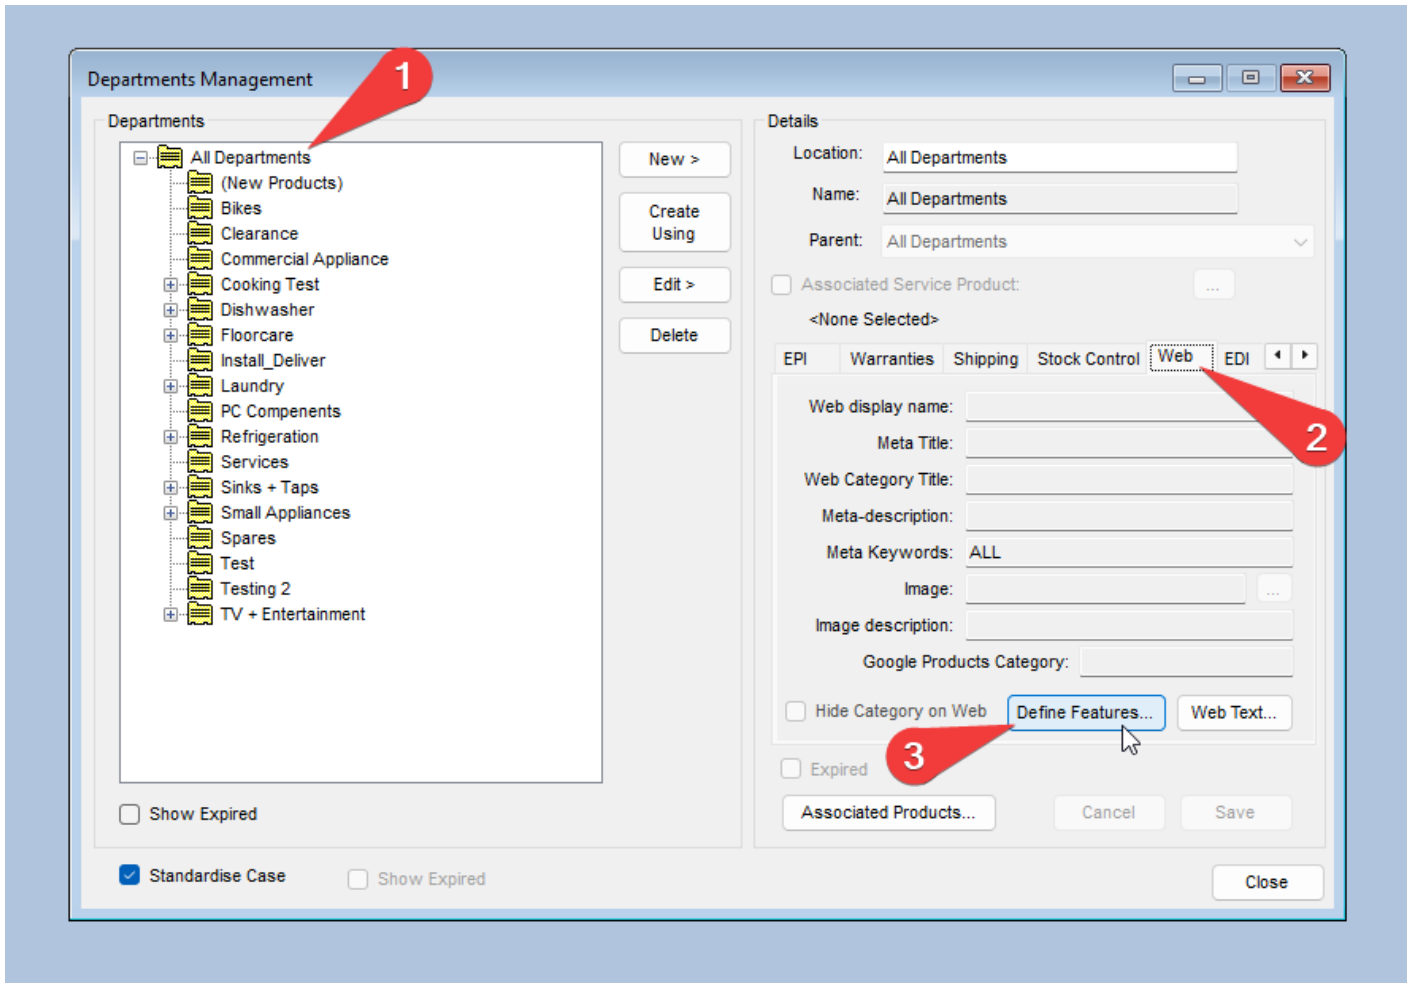 Departments Management
1
Departments
All Departments
(New Products)
Bikes
Clearance
Commercial Appliance
Cooking Test
Dishwasher
Floorcare
Install_Deliver
Laundry
PC Compenents
Refrigeration
Services
Sinks + Taps
Small Appliances
Spares
Test
Testing 2
TV + Entertainment
Show Expired
New >
Create
Using
Edit >
Delete
Details
Location: All Departments
Name: All Departments
Parent: All Departments
Associated Service Product: ...
<None Selected>
EPI Warranties Shipping Stock Control Web EDI
2
Web display name:
Meta Title:
Web Category Title:
Meta-description:
Meta Keywords: ALL
Image: ...
Image description:
Google Products Category:
Hide Category on Web Define Features... Web Text...
3
Expired
Associated Products... Cancel Save
Standardise Case Show Expired
Close